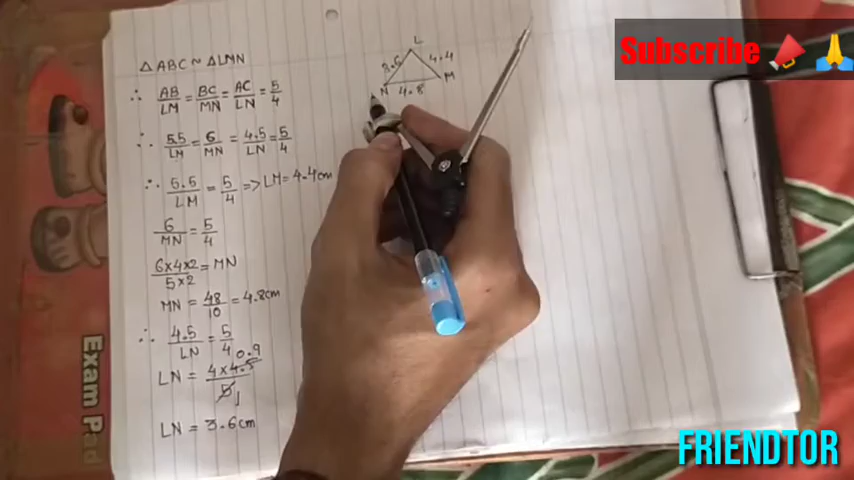 △ABC ~ △LMN
∴ AB/LM = BC/MN = AC/LN = 5/4
∴ 5.5/LM = 6/MN = 4.5/LN = 5/4
∴ 5.5/LM = 5/4 => LM = 4.4cm
6/MN = 5/4
6×4×2/5×2 = MN
MN = 48/10 = 4.8cm
∴ 4.5/LN = 5/4
0.9
LN = 4×4.5/5
1
LN = 3.6cm
L
3.6 4.4
N 4.8 M
Subscribe
Exam Pad
FRIENDTOR